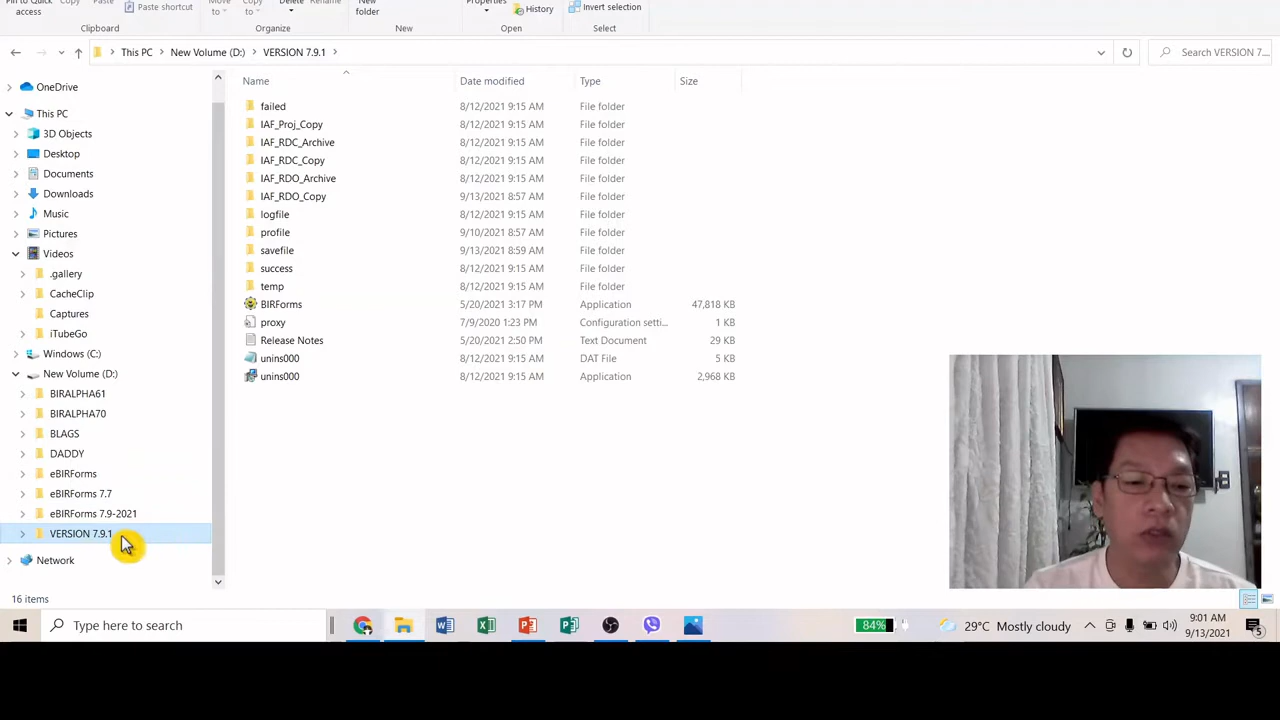 Pin to Quick access
Copy
Paste
Paste shortcut
Move to
Copy to
Delete
Rename
New folder
Properties
History
Invert selection
Clipboard
Organize
New
Open
Select
This PC > New Volume (D:) > VERSION 7.9.1 >
Search VERSION 7....
Name Date modified Type Size
OneDrive
This PC
3D Objects
Desktop
Documents
Downloads
Music
Pictures
Videos
.gallery
CacheClip
Captures
iTubeGo
Windows (C:)
New Volume (D:)
BIRALPHA61
BIRALPHA70
BLAGS
DADDY
eBIRForms
eBIRForms 7.7
eBIRForms 7.9-2021
VERSION 7.9.1
Network
failed 8/12/2021 9:15 AM File folder
IAF_Proj_Copy 8/12/2021 9:15 AM File folder
IAF_RDC_Archive 8/12/2021 9:15 AM File folder
IAF_RDC_Copy 8/12/2021 9:15 AM File folder
IAF_RDO_Archive 8/12/2021 9:15 AM File folder
IAF_RDO_Copy 9/13/2021 8:57 AM File folder
logfile 8/12/2021 9:15 AM File folder
profile 9/10/2021 8:57 AM File folder
savefile 9/13/2021 8:59 AM File folder
success 8/12/2021 9:15 AM File folder
temp 8/12/2021 9:15 AM File folder
BIRForms 5/20/2021 3:17 PM Application 47,818 KB
proxy 7/9/2020 1:23 PM Configuration setti... 1 KB
Release Notes 5/20/2021 2:50 PM Text Document 29 KB
unins000 8/12/2021 9:15 AM DAT File 5 KB
unins000 8/12/2021 9:15 AM Application 2,968 KB
16 items
Type here to search
84%
29°C Mostly cloudy
9:01 AM
9/13/2021
5